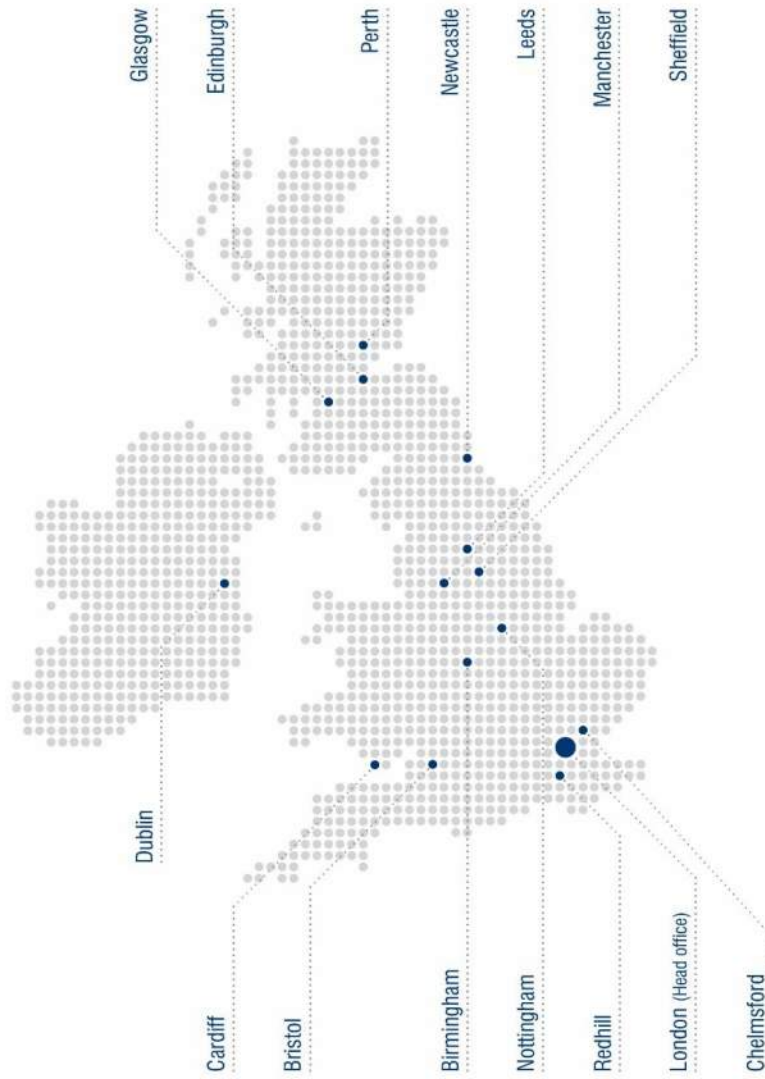 Glasgow
Edinburgh
Perth
Newcastle
Leeds
Manchester
Sheffield
Dublin
Cardiff
Bristol
Birmingham
Nottingham
Redhill
London (Head office)
Chelmsford